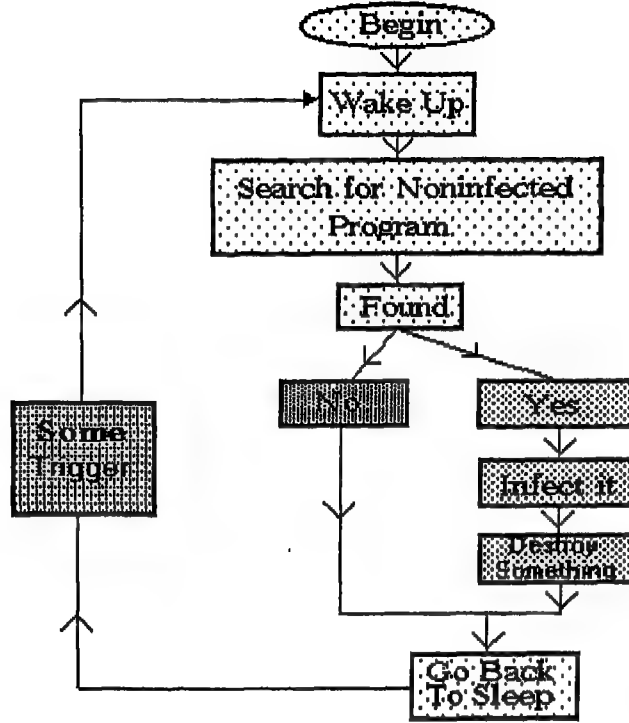 Begin
Wake Up
Search for Noninfected
Program
Found
No
Yes
Some
Trigger
Infect it
Destroy
Something
Go Back
To Sleep